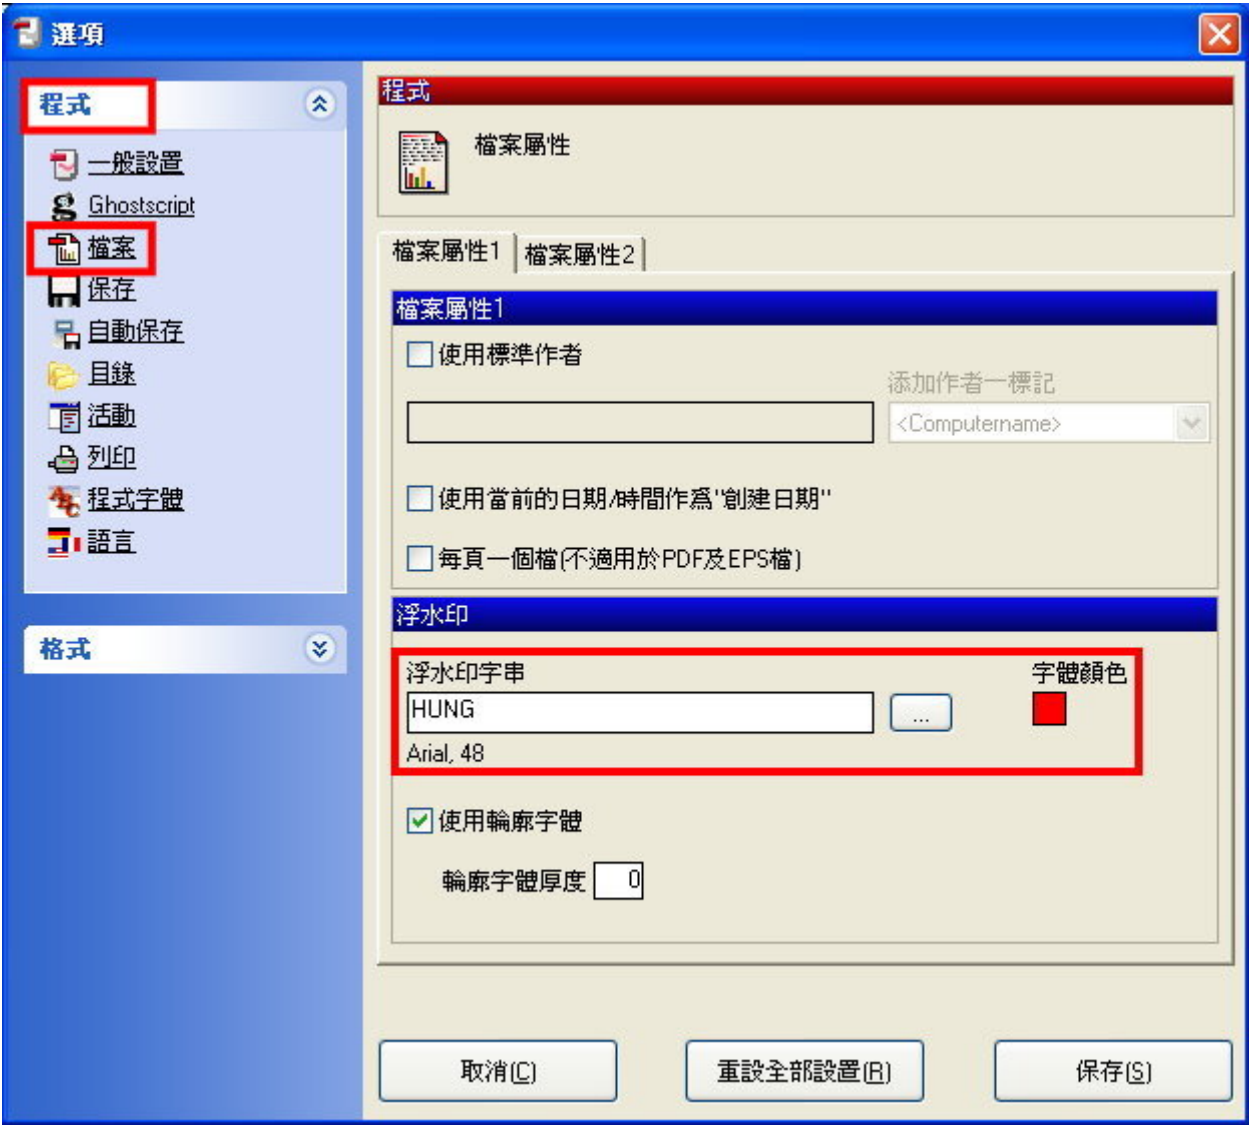 選項
程式
一般設置
Ghostscript
檔案
保存
自動保存
目錄
活動
列印
程式字體
語言
格式
程式
檔案屬性
檔案屬性1 檔案屬性2
檔案屬性1
使用標準作者
添加作者一標記
<Computername>
使用當前的日期/時間作爲"創建日期"
每頁一個檔(不適用於PDF及EPS檔)
浮水印
浮水印字串 字體顏色
HUNG ...
Arial, 48
使用輪廓字體
輪廓字體厚度 0
取消(C) 重設全部設置(R) 保存(S)